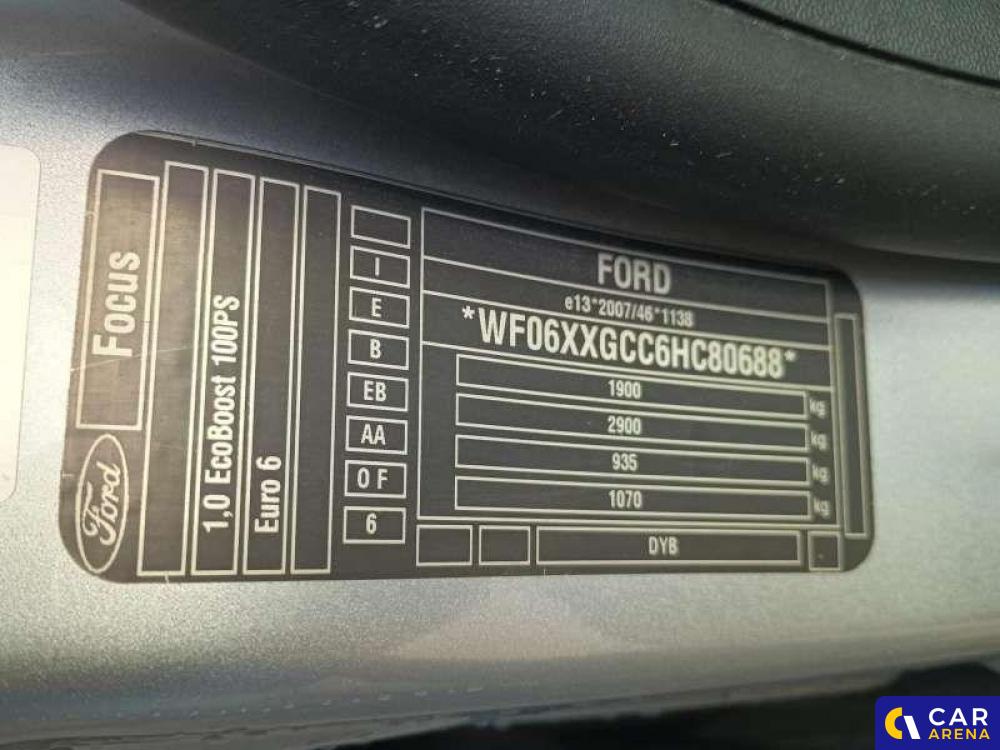 Focus
Ford
1,0 EcoBoost 100PS
Euro 6
I
E
B
EB
AA
0 F
6
FORD
e13*2007/46*1138
*WF06XXGCC6HC80688*
1900 kg
2900 kg
935 kg
1070 kg
DYB
CAR
ARENA